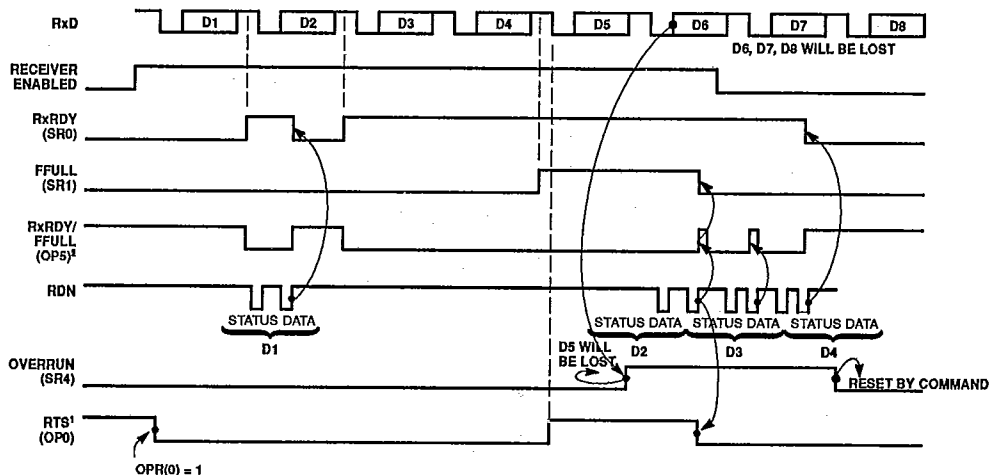 RxD D1 D2 D3 D4 D5 D6 D7 D8
D6, D7, D8 WILL BE LOST
RECEIVER
ENABLED
RxRDY
(SR0)
FFULL
(SR1)
RxRDY/
FFULL
(OP5)2
RDN
STATUS DATA STATUS DATA STATUS DATA STATUS DATA
D1 D2 D3 D4
D5 WILL
BE LOST
OVERRUN
(SR4)
RESET BY COMMAND
RTS1
(OP0)
OPR(0) = 1